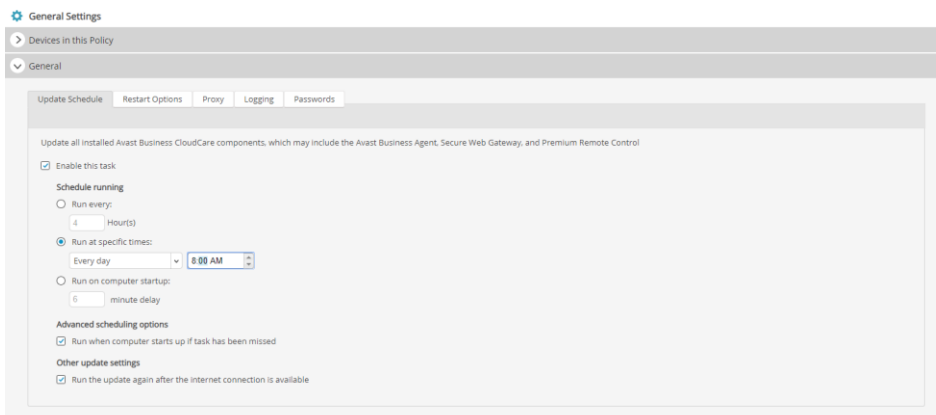 General Settings
Devices in this Policy
General
Update Schedule Restart Options Proxy Logging Passwords
Update all installed Avast Business CloudCare components, which may include the Avast Business Agent, Secure Web Gateway, and Premium Remote Control
Enable this task
Schedule running
Run every:
4 Hour(s)
Run at specific times:
Every day 8:00 AM
Run on computer startup:
6 minute delay
Advanced scheduling options
Run when computer starts up if task has been missed
Other update settings
Run the update again after the internet connection is available